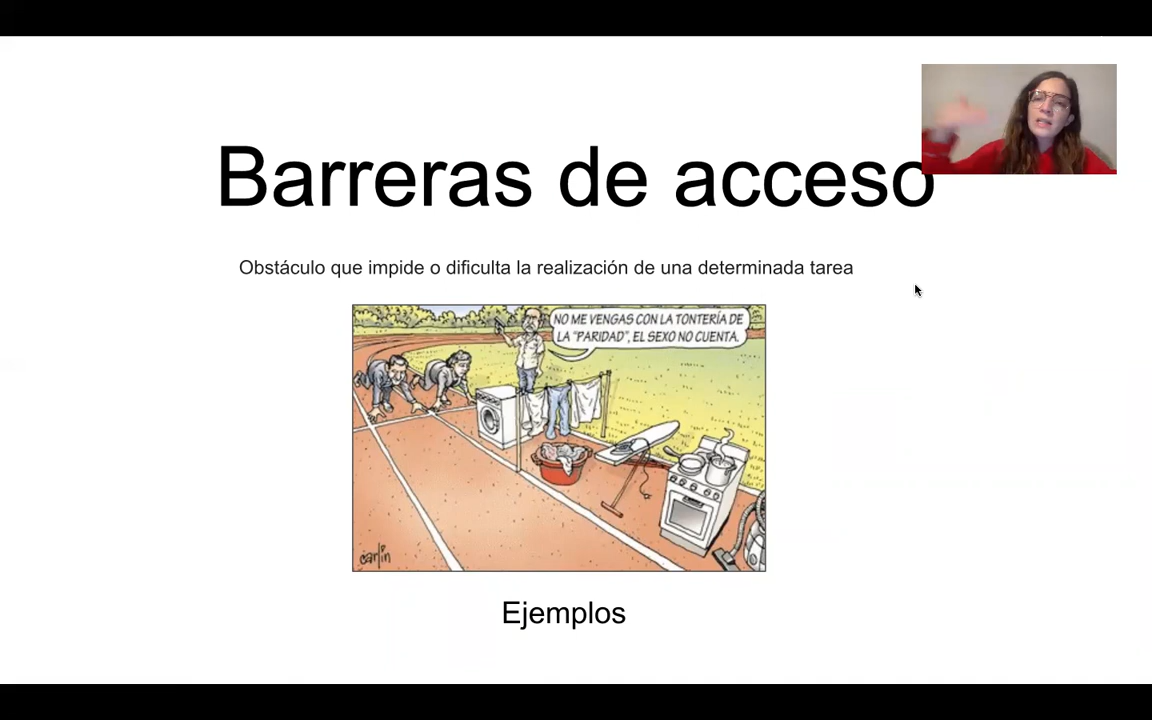 Barreras de acceso
Obstáculo que impide o dificulta la realización de una determinada tarea
NO ME VENGAS CON LA TONTERÍA DE
LA "PARIDAD", EL SEXO NO CUENTA.
carlin
Ejemplos